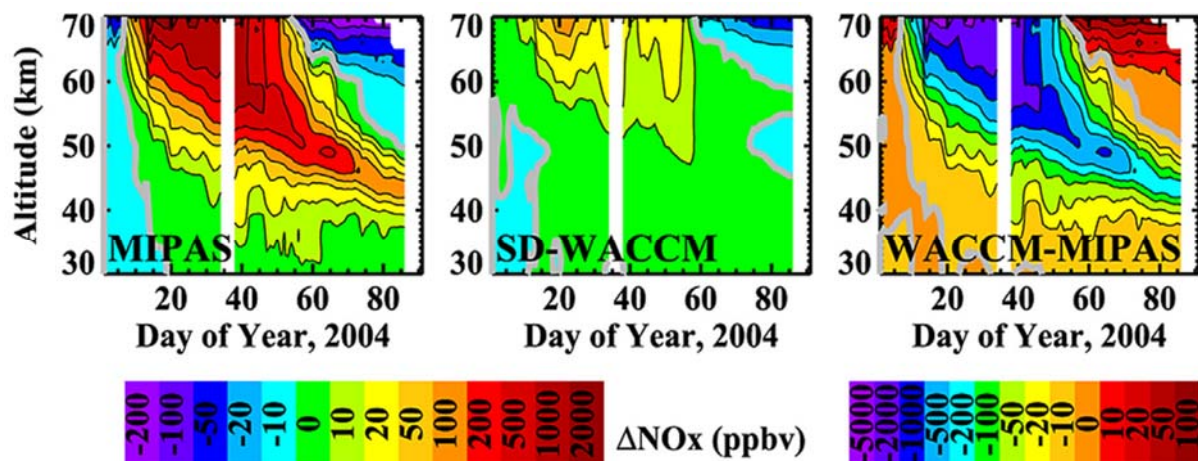 70 70 70
60 60 60
50 50 50
40 40 40
30 30 30
Altitude (km)
MIPAS SD-WACCM WACCM-MIPAS
20 40 60 80 20 40 60 80 20 40 60 80
Day of Year, 2004 Day of Year, 2004 Day of Year, 2004
-200 -100 -50 -20 -10 0 10 20 50 100 200 500 1000 2000 ΔNOx (ppbv) -5000 -2000 -1000 -500 -200 -100 -50 -20 -10 0 10 20 50